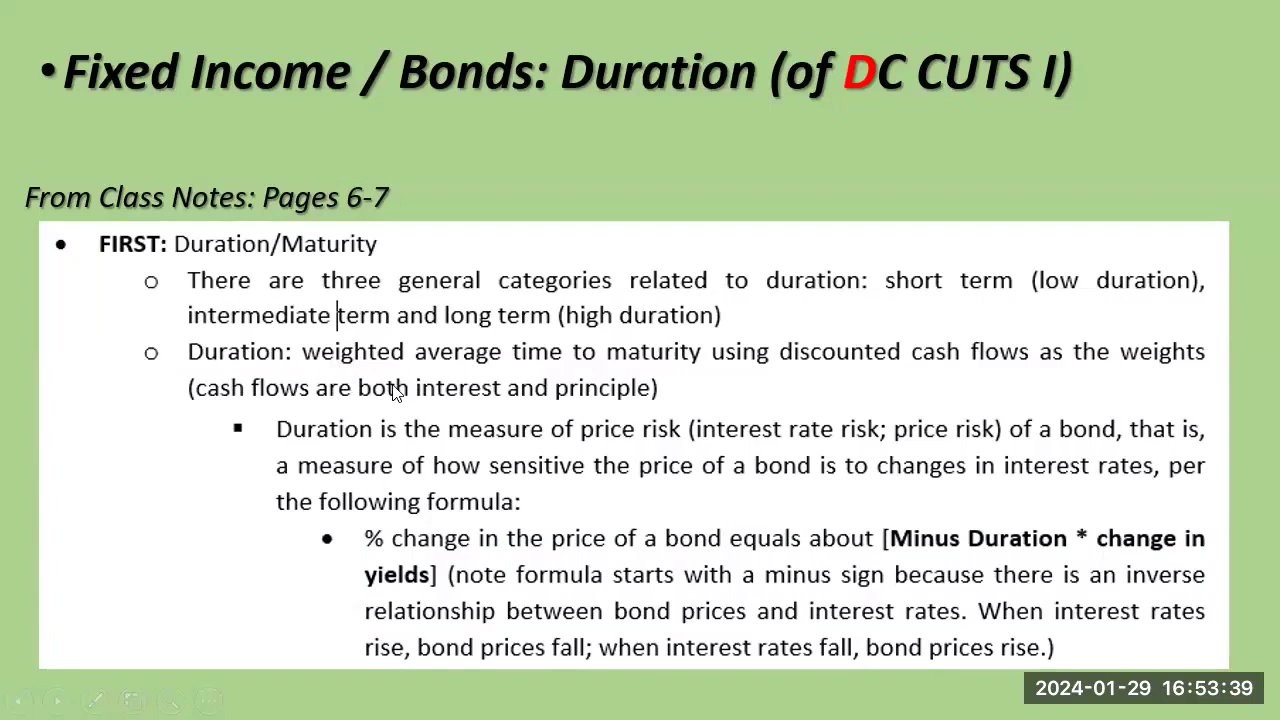 •Fixed Income / Bonds: Duration (of DC CUTS I)
From Class Notes: Pages 6-7
• FIRST: Duration/Maturity
o There are three general categories related to duration: short term (low duration),
intermediate term and long term (high duration)
o Duration: weighted average time to maturity using discounted cash flows as the weights
(cash flows are both interest and principle)
▪ Duration is the measure of price risk (interest rate risk; price risk) of a bond, that is,
a measure of how sensitive the price of a bond is to changes in interest rates, per
the following formula:
• % change in the price of a bond equals about [Minus Duration * change in
yields] (note formula starts with a minus sign because there is an inverse
relationship between bond prices and interest rates. When interest rates
rise, bond prices fall; when interest rates fall, bond prices rise.)
2024-01-29 16:53:39